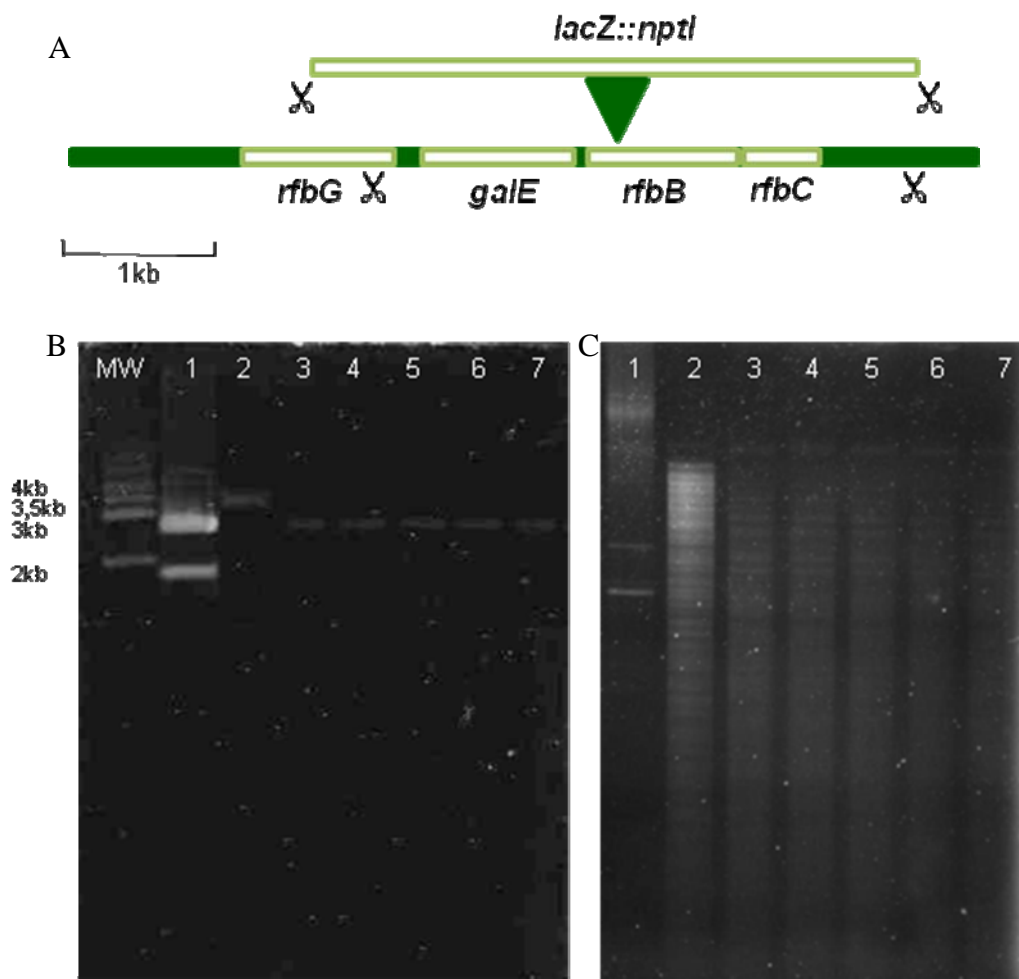 A
lacZ::nptI
rfbG galE rfbB rfbC
1kb
B
MW 1 2 3 4 5 6 7
4kb
3,5kb
3kb
2kb
C
1 2 3 4 5 6 7